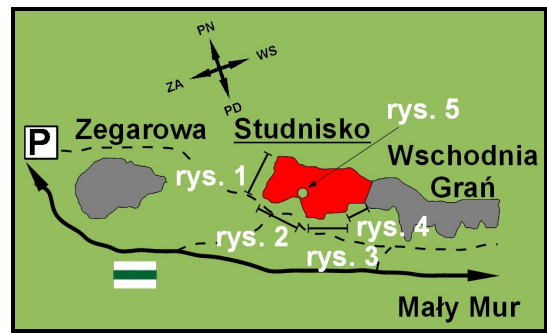 PN
WS
ZA
PD
rys. 5
P
Zegarowa
Studnisko
Wschodnia
Grań
rys. 1
rys. 2
rys. 4
rys. 3
Mały Mur